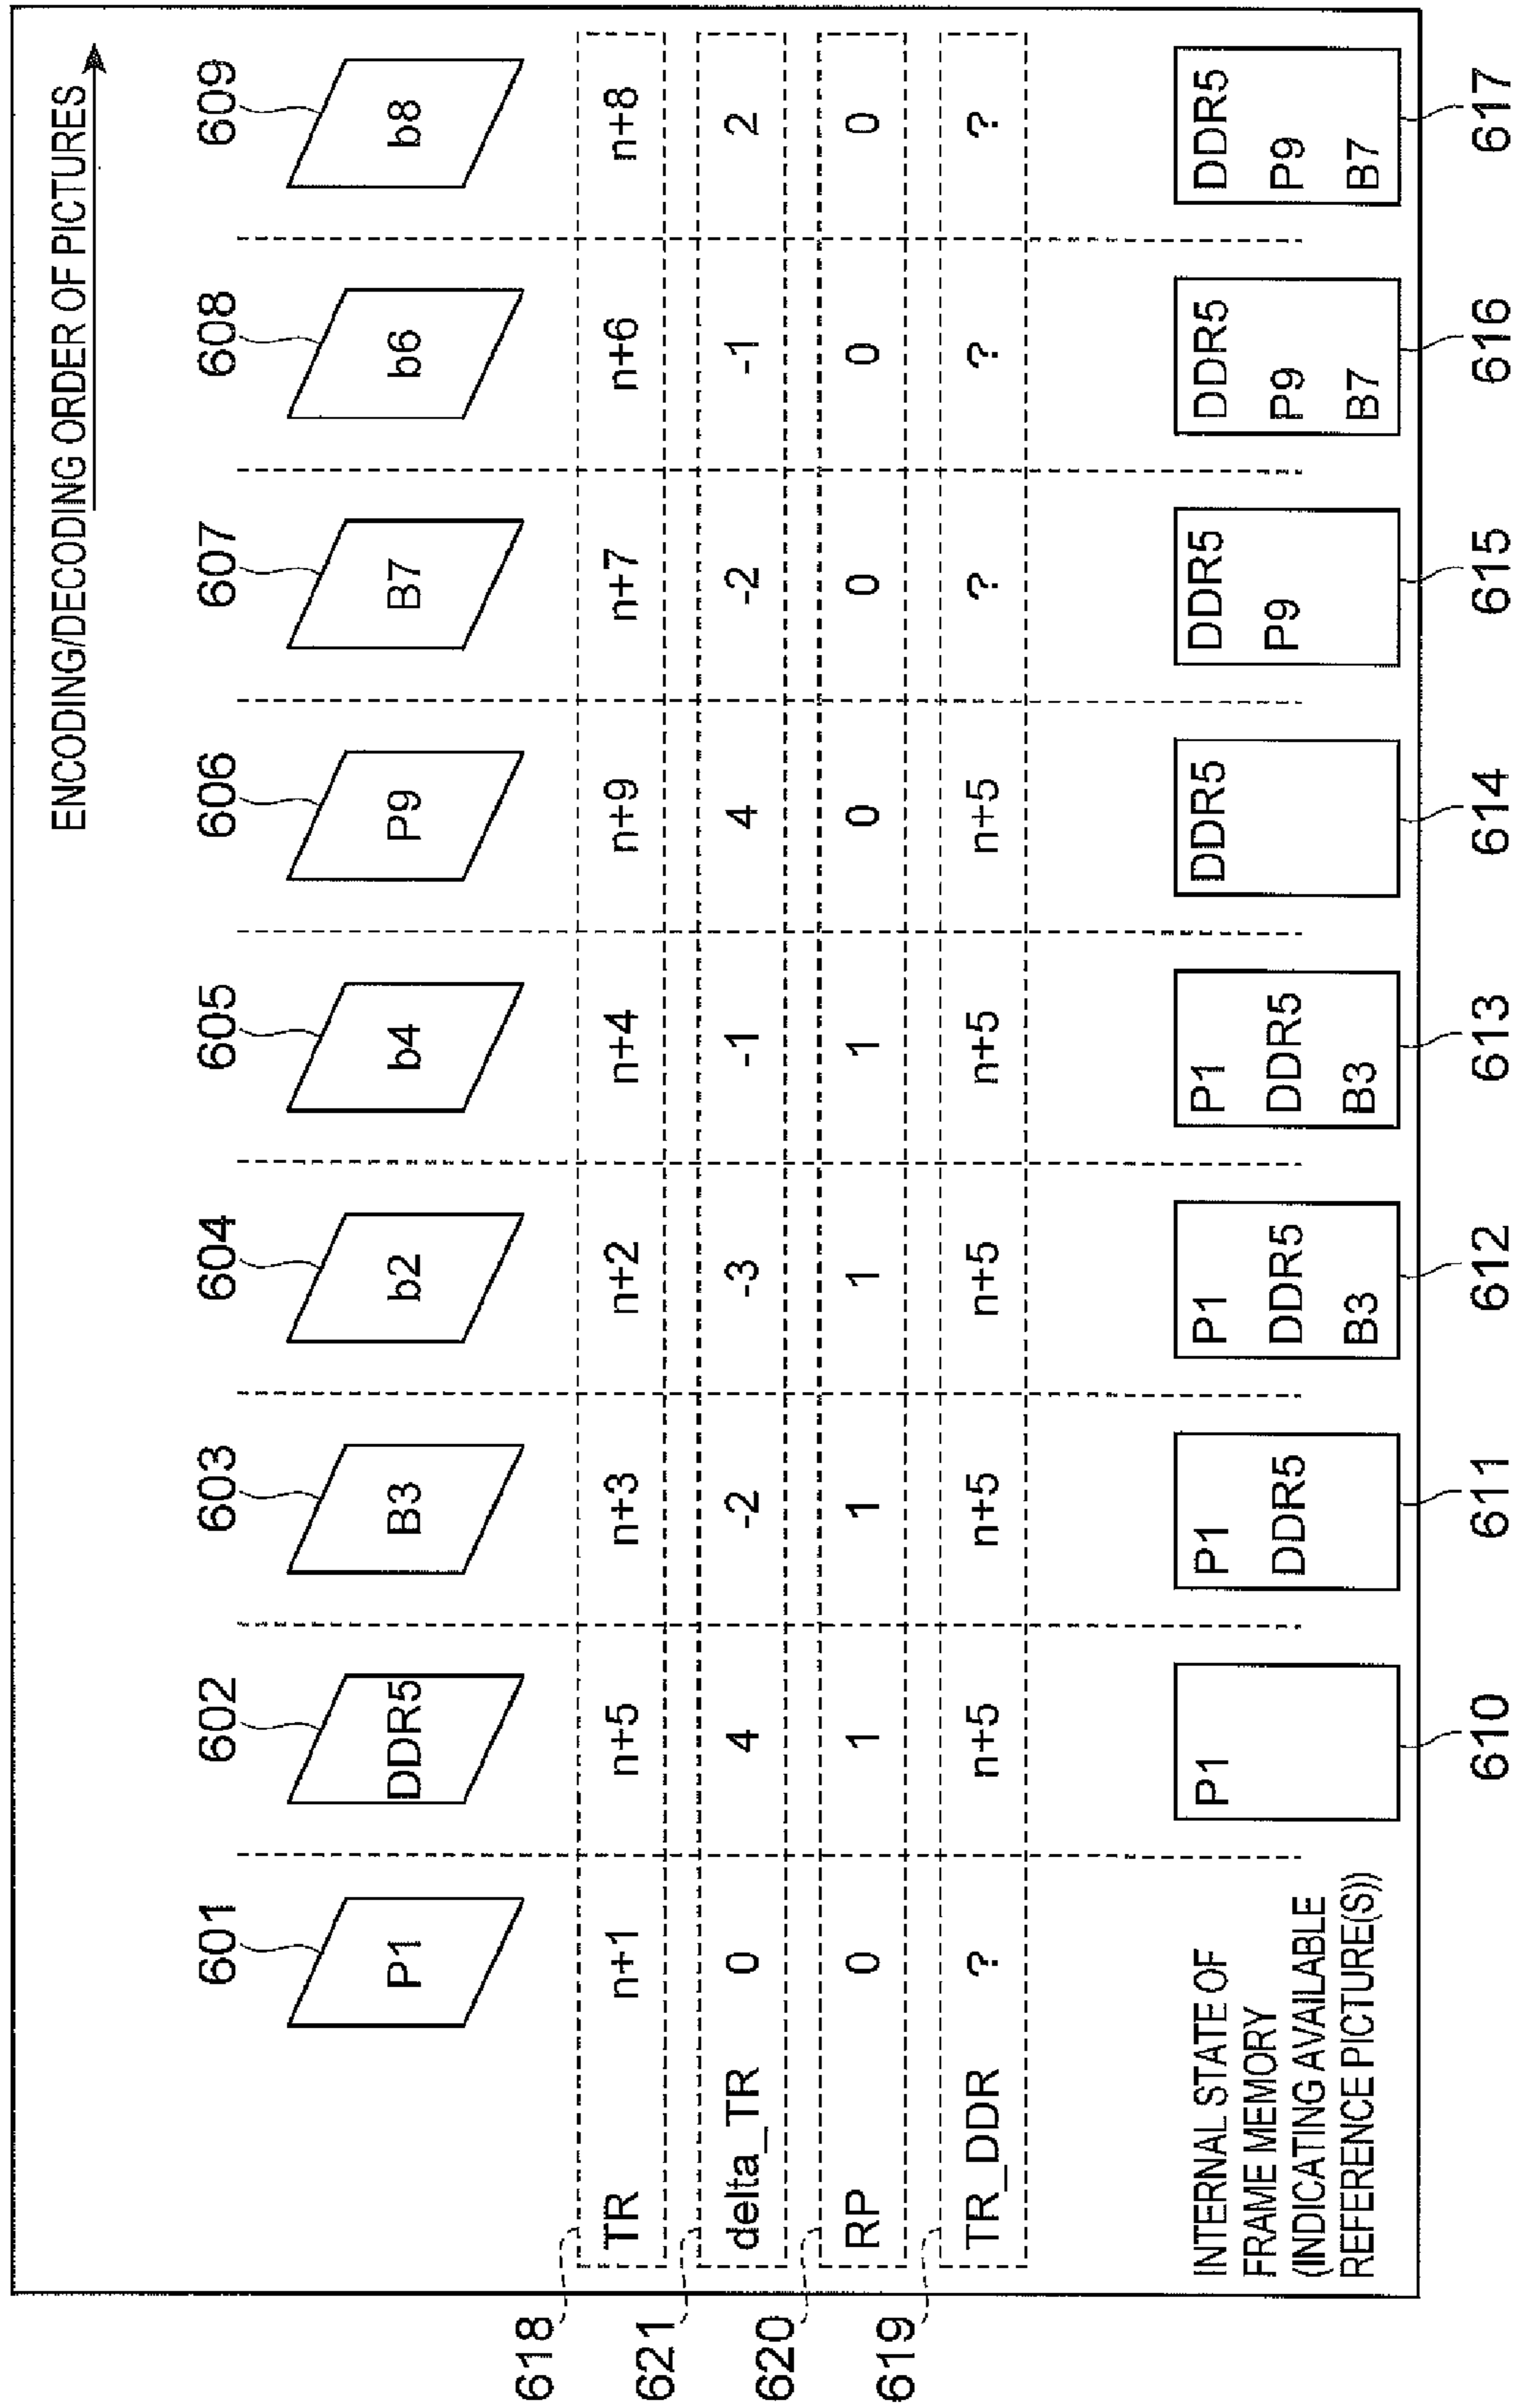 ENCODING/DECODING ORDER OF PICTURES
601 602 603 604 605 606 607 608 609
P1 DDR5 B3 b2 b4 P9 B7 b6 b8
618 TR n+1 n+5 n+3 n+2 n+4 n+9 n+7 n+6 n+8
621 delta_TR 0 4 -2 -3 -1 4 -2 -1 2
620 RP 0 1 1 1 1 0 0 0 0
619 TR_DDR ? n+5 n+5 n+5 n+5 n+5 ? ? ?
INTERNAL STATE OF
FRAME MEMORY
(INDICATING AVAILABLE
REFERENCE PICTURE(S))
P1
P1
DDR5
P1
DDR5
B3
P1
DDR5
B3
DDR5
DDR5
P9
DDR5
P9
B7
DDR5
P9
B7
610 611 612 613 614 615 616 617